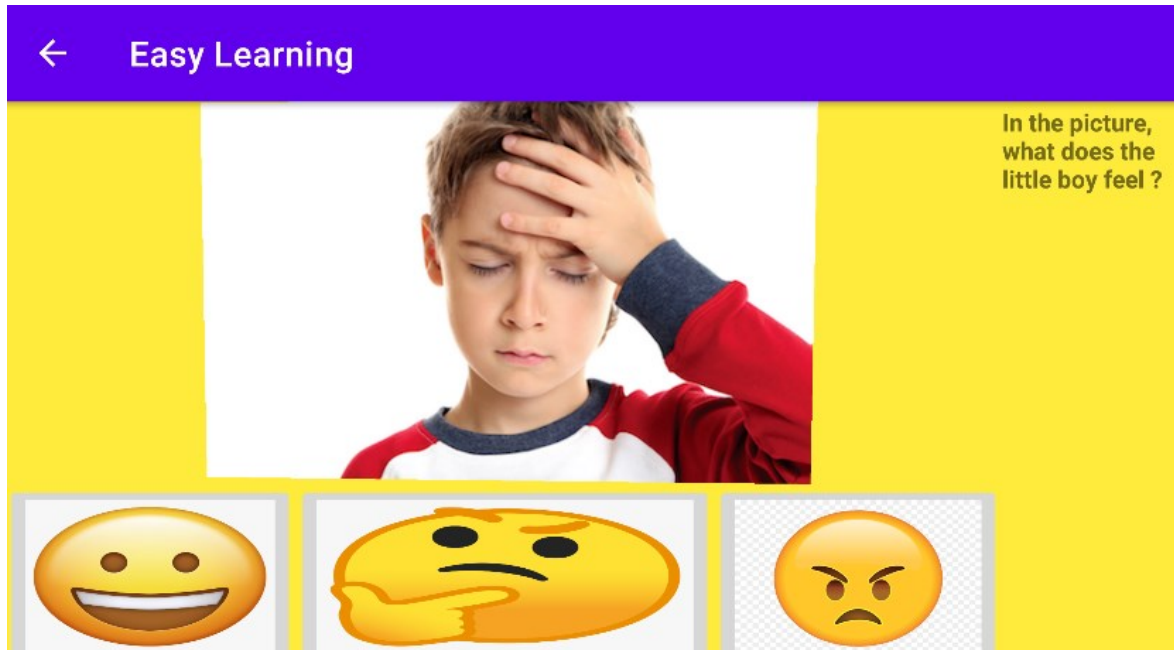 Easy Learning
In the picture,
what does the
little boy feel ?